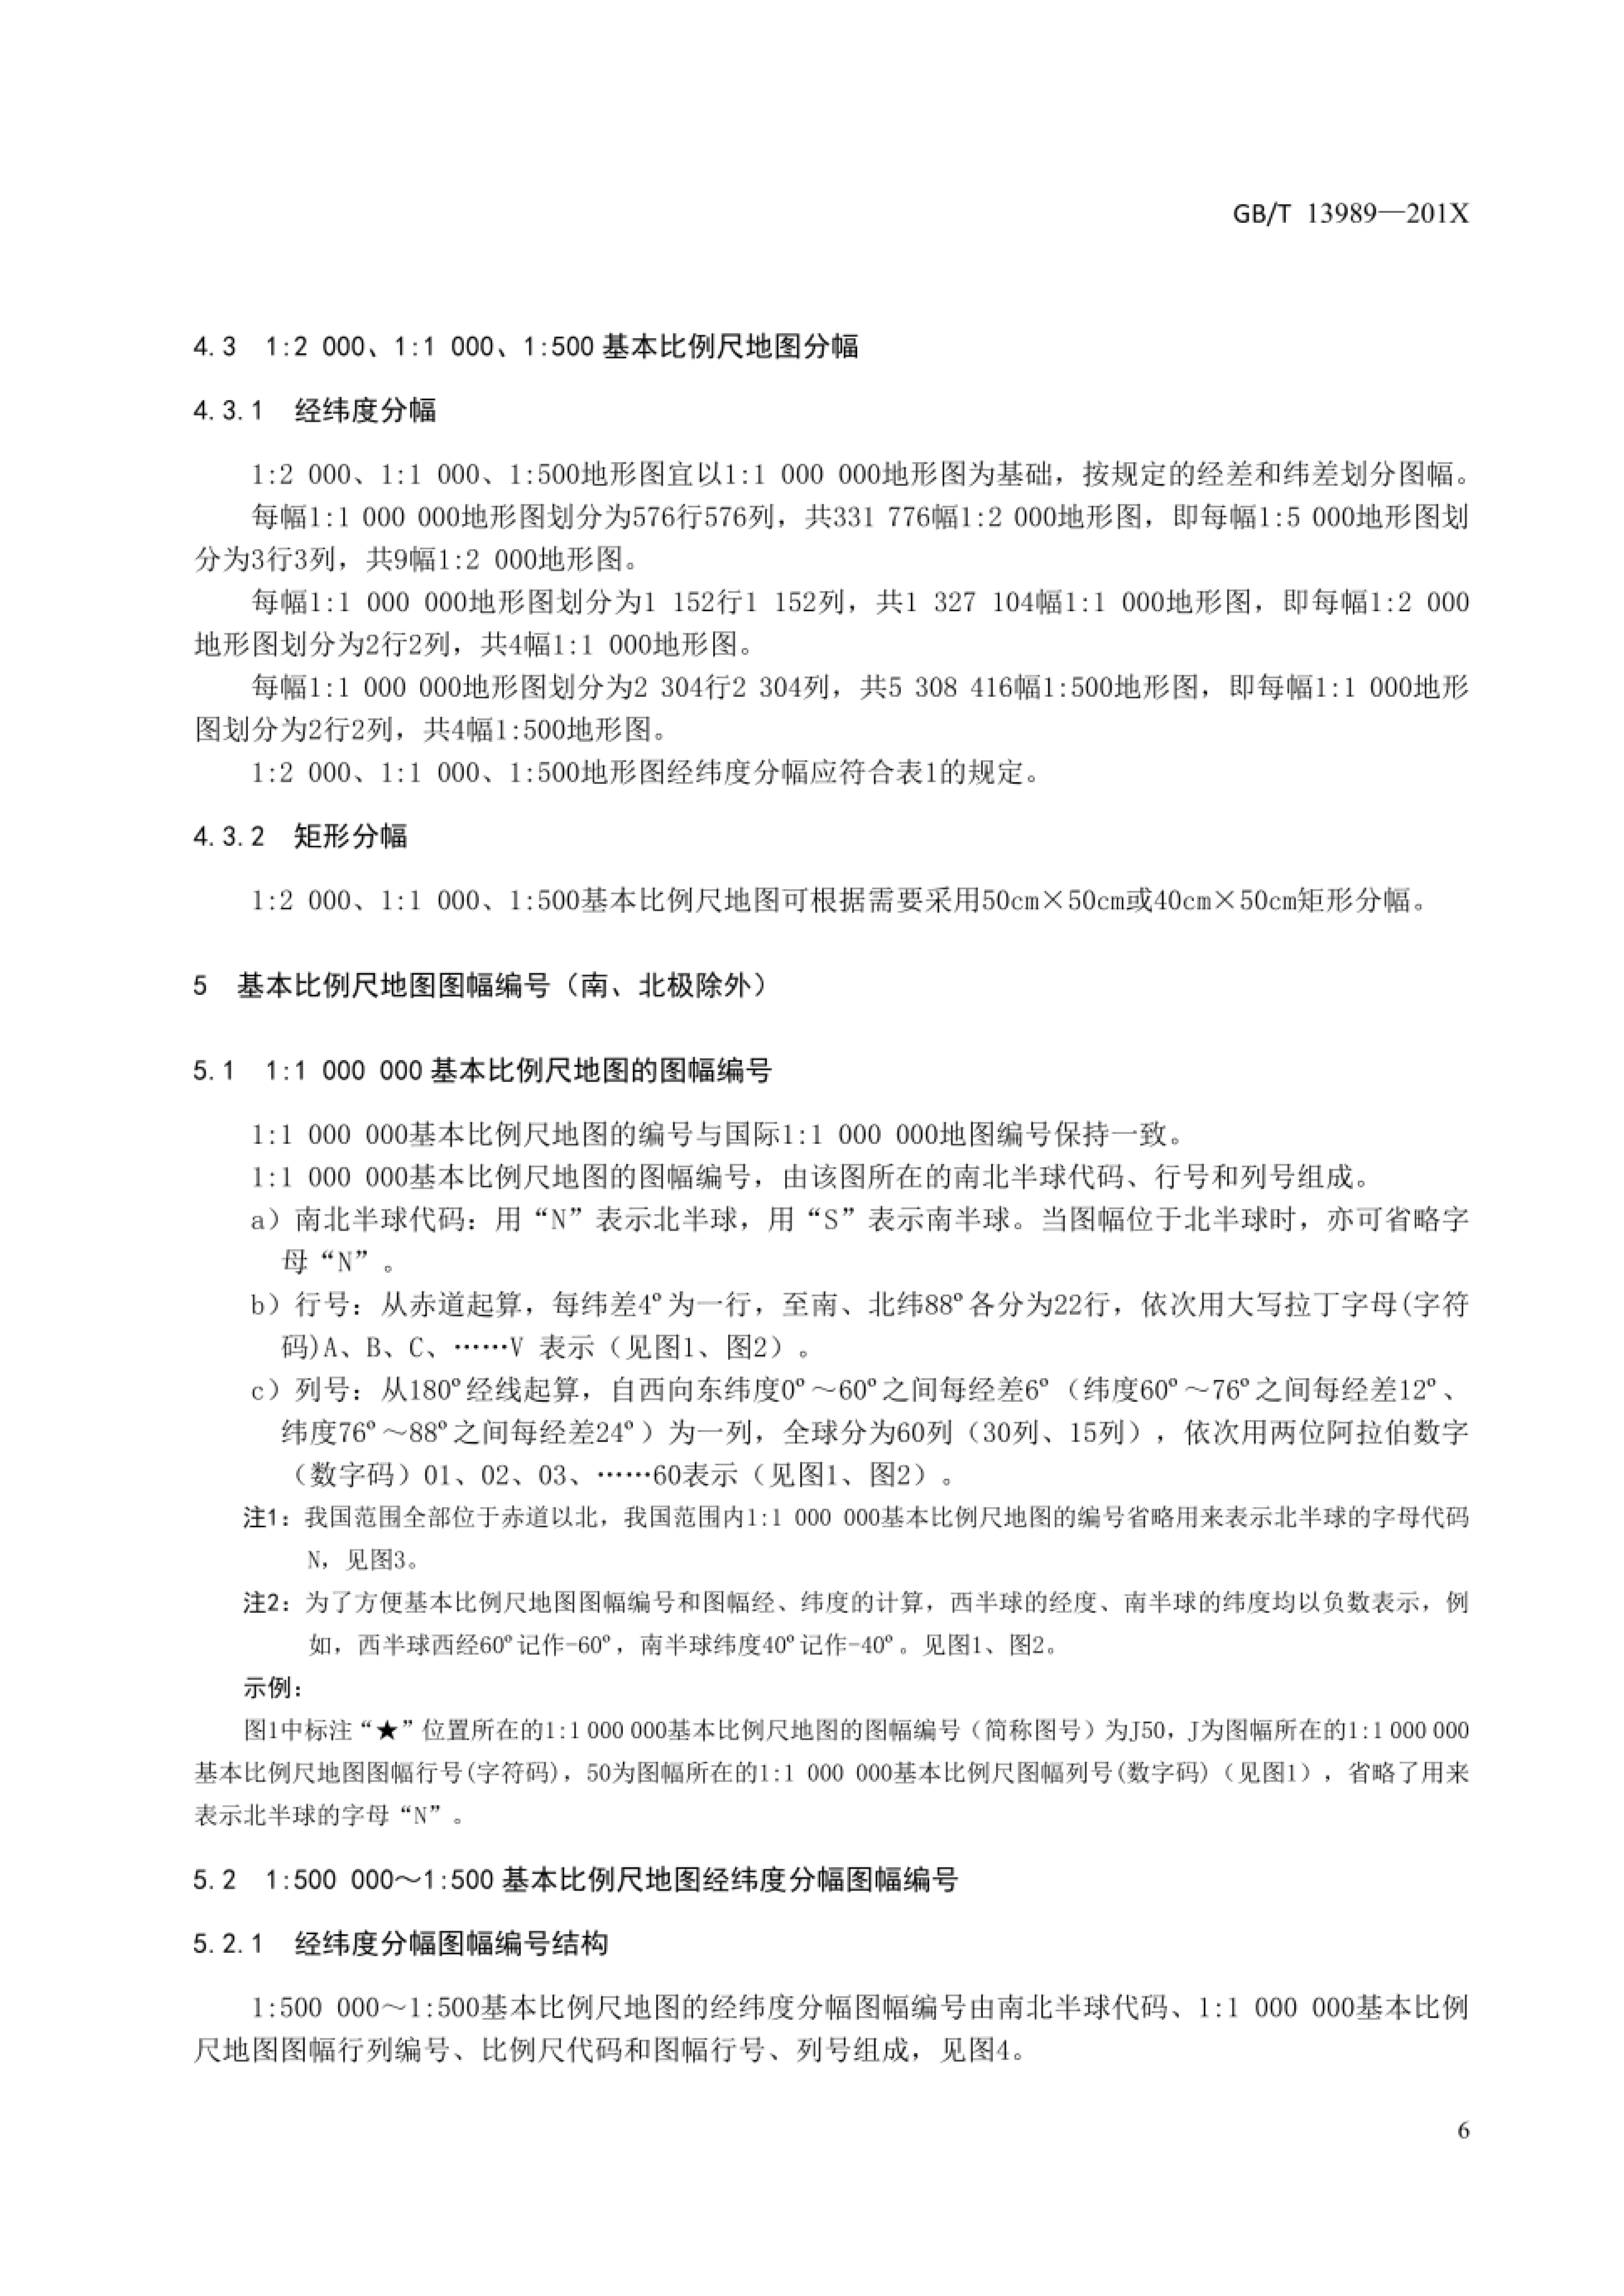 GB/T 13989—201X
4.3 1:2 000、1:1 000、1:500 基本比例尺地图分幅
4.3.1 经纬度分幅
1:2 000、1:1 000、1:500地形图宜以1:1 000 000地形图为基础，按规定的经差和纬差划分图幅。
每幅1:1 000 000地形图划分为576行576列，共331 776幅1:2 000地形图，即每幅1:5 000地形图划
分为3行3列，共9幅1:2 000地形图。
每幅1:1 000 000地形图划分为1 152行1 152列，共1 327 104幅1:1 000地形图，即每幅1:2 000
地形图划分为2行2列，共4幅1:1 000地形图。
每幅1:1 000 000地形图划分为2 304行2 304列，共5 308 416幅1:500地形图，即每幅1:1 000地形
图划分为2行2列，共4幅1:500地形图。
1:2 000、1:1 000、1:500地形图经纬度分幅应符合表1的规定。
4.3.2 矩形分幅
1:2 000、1:1 000、1:500基本比例尺地图可根据需要采用50cm×50cm或40cm×50cm矩形分幅。
5 基本比例尺地图图幅编号（南、北极除外）
5.1 1:1 000 000 基本比例尺地图的图幅编号
1:1 000 000基本比例尺地图的编号与国际1:1 000 000地图编号保持一致。
1:1 000 000基本比例尺地图的图幅编号，由该图所在的南北半球代码、行号和列号组成。
a）南北半球代码：用“N”表示北半球，用“S”表示南半球。当图幅位于北半球时，亦可省略字
母“N”。
b）行号：从赤道起算，每纬差4°为一行，至南、北纬88°各分为22行，依次用大写拉丁字母(字符
码)A、B、C、……V 表示（见图1、图2）。
c）列号：从180°经线起算，自西向东纬度0°～60°之间每经差6°（纬度60°～76°之间每经差12°、
纬度76°～88°之间每经差24°）为一列，全球分为60列（30列、15列），依次用两位阿拉伯数字
（数字码）01、02、03、……60表示（见图1、图2）。
注1：我国范围全部位于赤道以北，我国范围内1:1 000 000基本比例尺地图的编号省略用来表示北半球的字母代码
N，见图3。
注2：为了方便基本比例尺地图图幅编号和图幅经、纬度的计算，西半球的经度、南半球的纬度均以负数表示，例
如，西半球西经60°记作-60°，南半球纬度40°记作-40°。见图1、图2。
示例：
图1中标注“★”位置所在的1:1 000 000基本比例尺地图的图幅编号（简称图号）为J50，J为图幅所在的1:1 000 000
基本比例尺地图图幅行号(字符码)，50为图幅所在的1:1 000 000基本比例尺图幅列号(数字码)（见图1），省略了用来
表示北半球的字母“N”。
5.2 1:500 000～1:500 基本比例尺地图经纬度分幅图幅编号
5.2.1 经纬度分幅图幅编号结构
1:500 000～1:500基本比例尺地图的经纬度分幅图幅编号由南北半球代码、1:1 000 000基本比例
尺地图图幅行列编号、比例尺代码和图幅行号、列号组成，见图4。
6